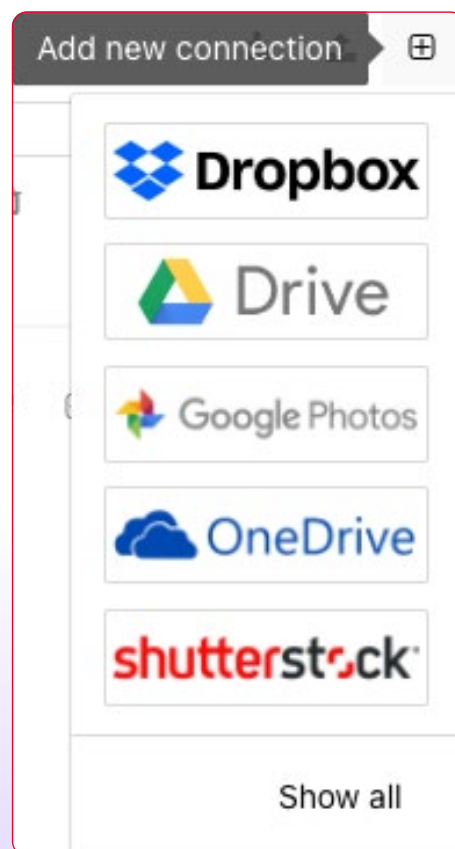 Add new connection
Dropbox
Drive
Google Photos
OneDrive
shutterstock
Show all